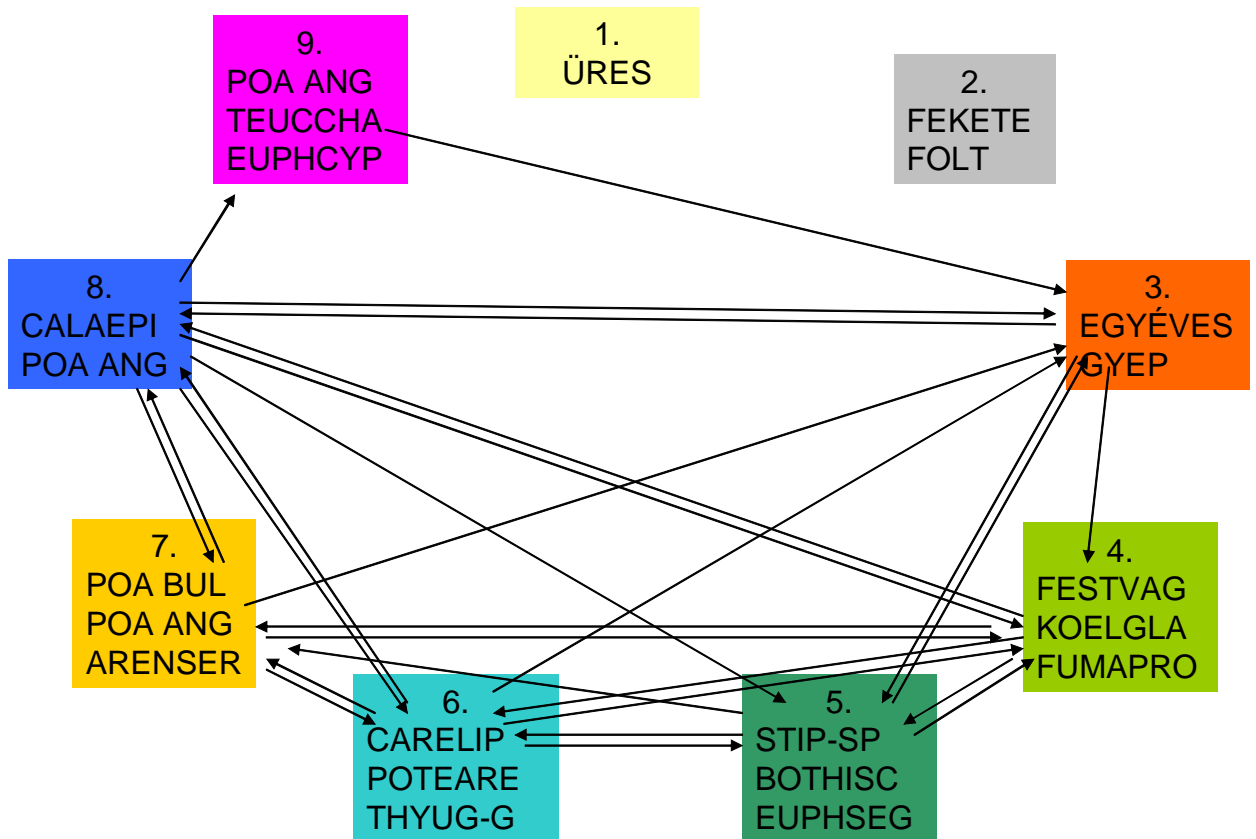 1.
ÜRES
2.
FEKETE
FOLT
3.
EGYÉVES
GYEP
4.
FESTVAG
KOELGLA
FUMAPRO
5.
STIP-SP
BOTHISC
EUPHSEG
6.
CARELIP
POTEARE
THYUG-G
7.
POA BUL
POA ANG
ARENSER
8.
CALAEPI
POA ANG
9.
POA ANG
TEUCCHA
EUPHCYP